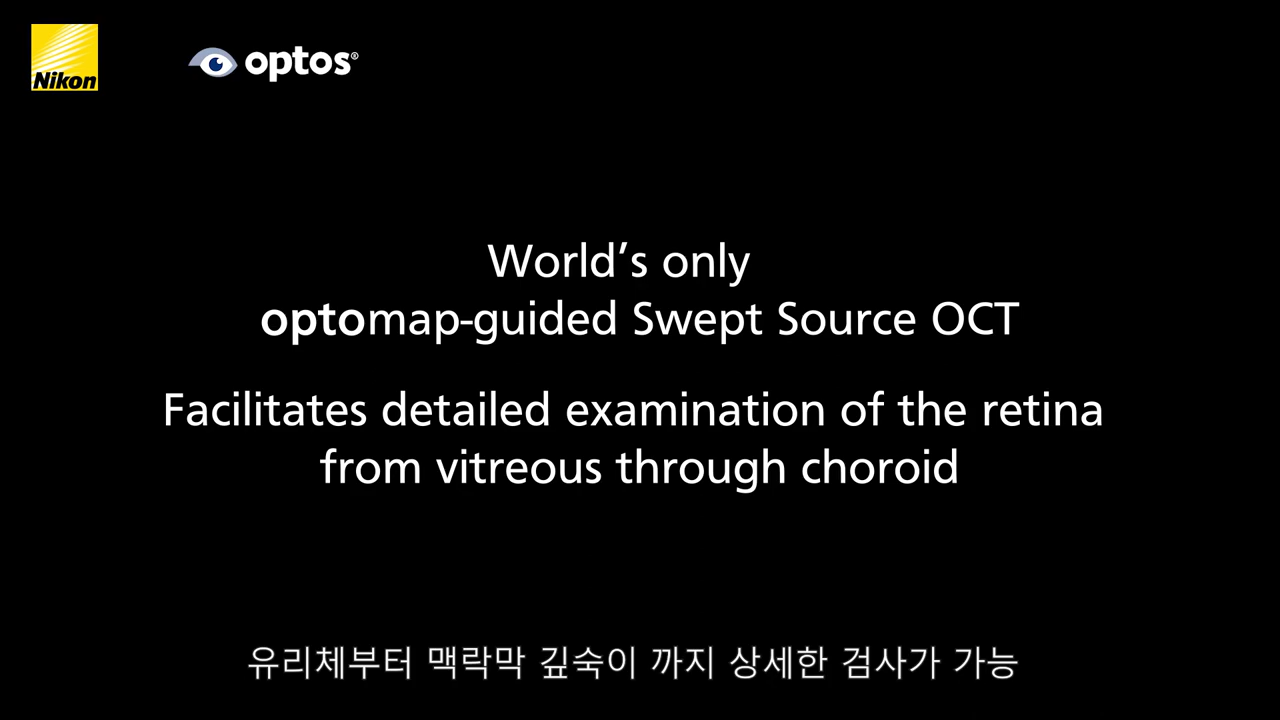 Nikon
optos®
World's only
optomap-guided Swept Source OCT
Facilitates detailed examination of the retina
from vitreous through choroid
유리체부터 맥락막 깊숙이 까지 상세한 검사가 가능